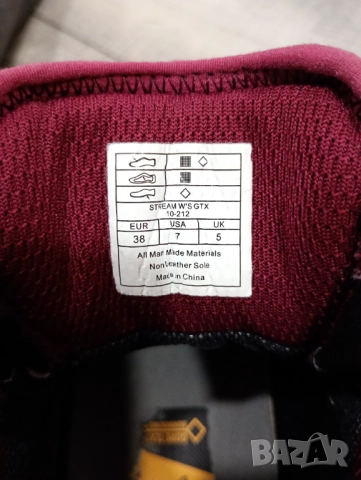 STREAM W'S GTX
10-212
EUR USA UK
38 7 5
All Man Made Materials
Non Leather Sole
Made in China
bazar